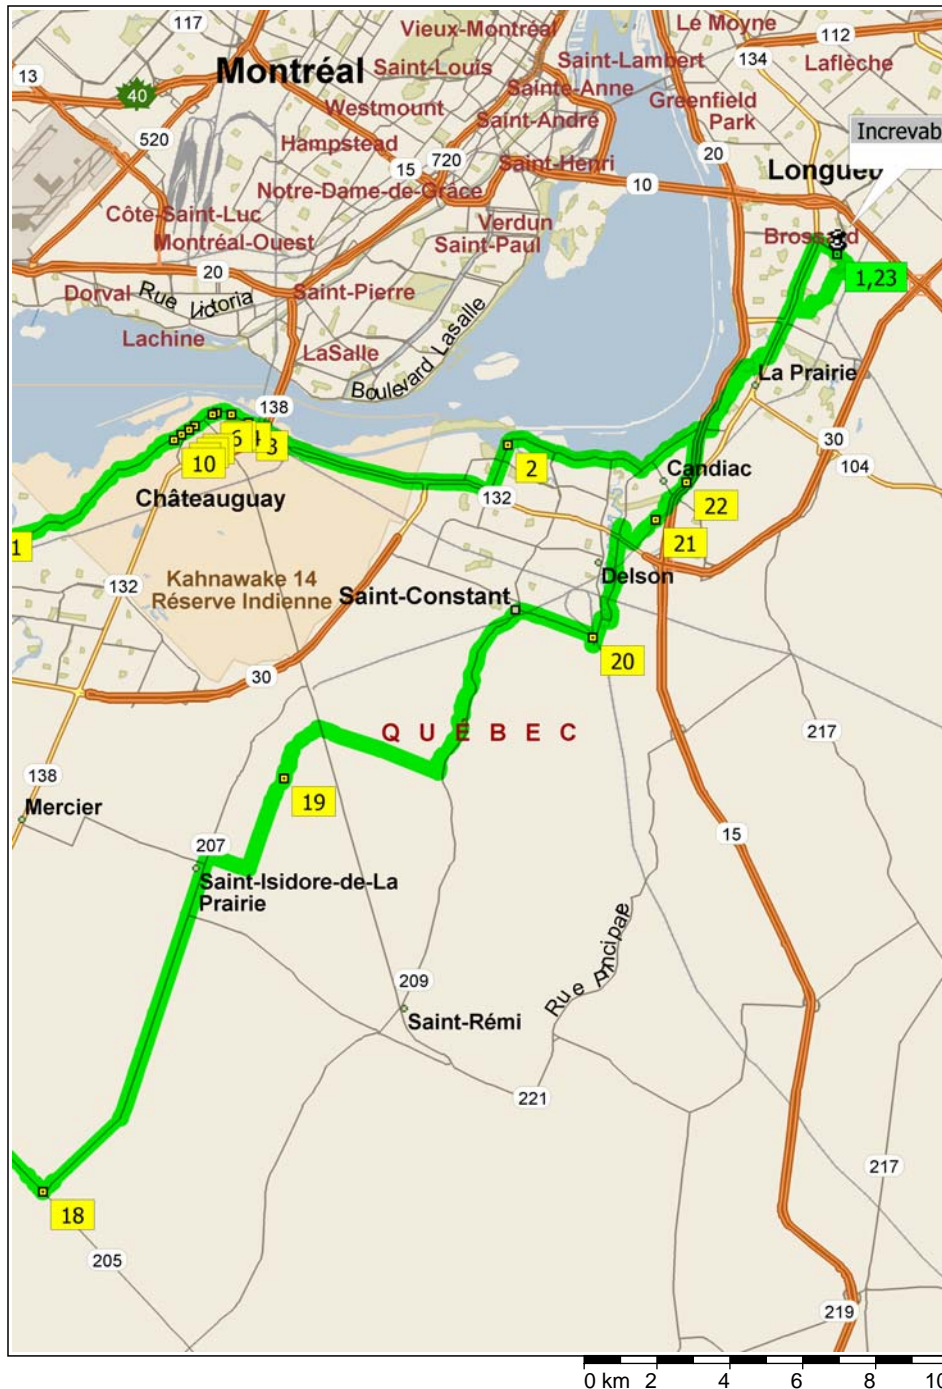 117
Vieux-Montréal
Le Moyne
112
134
Laflèche
13
Montréal
Saint-Louis
Saint-Lambert
40
Westmount
Sainte-Anne
Greenfield
Park
520
Saint-André
Increvab
Hampstead
720
15
Saint-Henri
20
Notre-Dame-de-Grâce
10
Côte-Saint-Luc
Verdun
Montréal-Ouest
Saint-Paul
Brossard
20
1,23
Dorval
Rue
Saint-Pierre
Boulevard Lasalle
Lachine
LaSalle
La Prairie
138
6
4
3
30
10
2
Candiac
104
Châteauguay
132
22
1
21
132
Kahnawake 14
Réserve Indienne
Delson
Saint-Constant
20
30
QUÉBEC
217
138
19
Mercier
15
207
Saint-Isidore-de-La
Prairie
Rue
209
Saint-Rémi
221
217
18
205
219
0 km 2 4 6 8 10